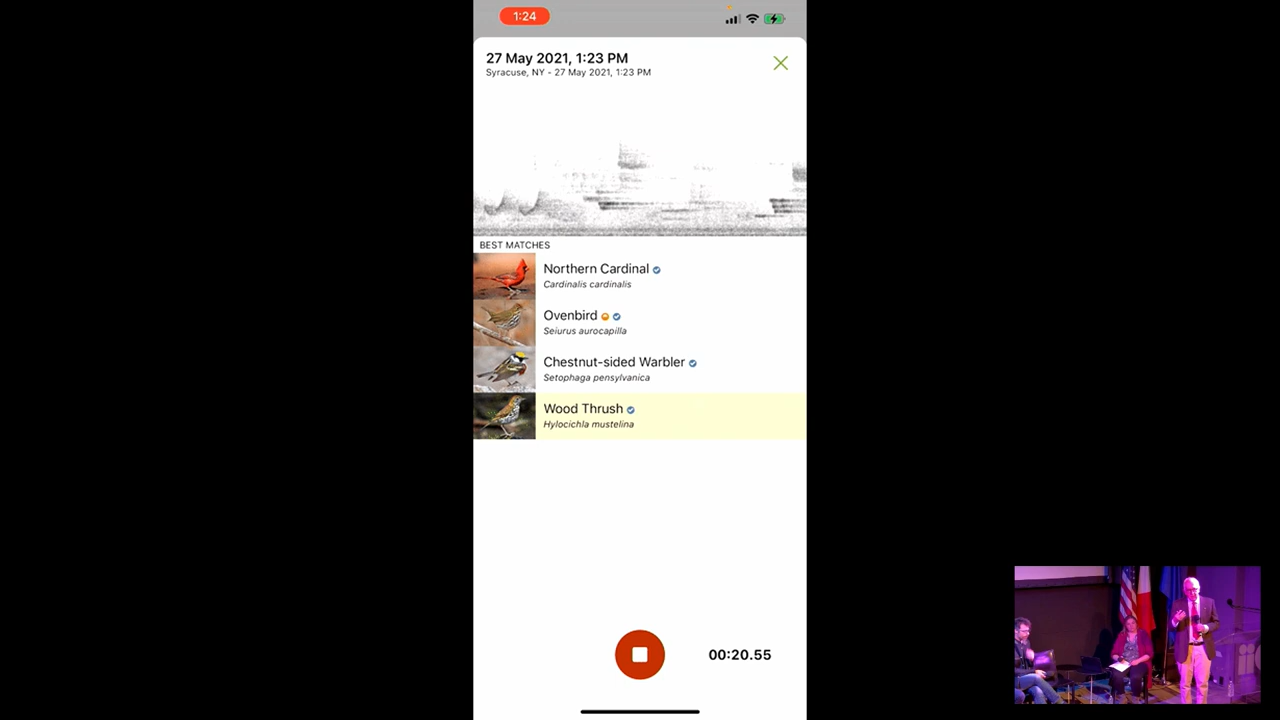 1:24
27 May 2021, 1:23 PM
Syracuse, NY - 27 May 2021, 1:23 PM
BEST MATCHES
Northern Cardinal
Cardinalis cardinalis
Ovenbird
Seiurus aurocapilla
Chestnut-sided Warbler
Setophaga pensylvanica
Wood Thrush
Hylocichla mustelina
00:20.55